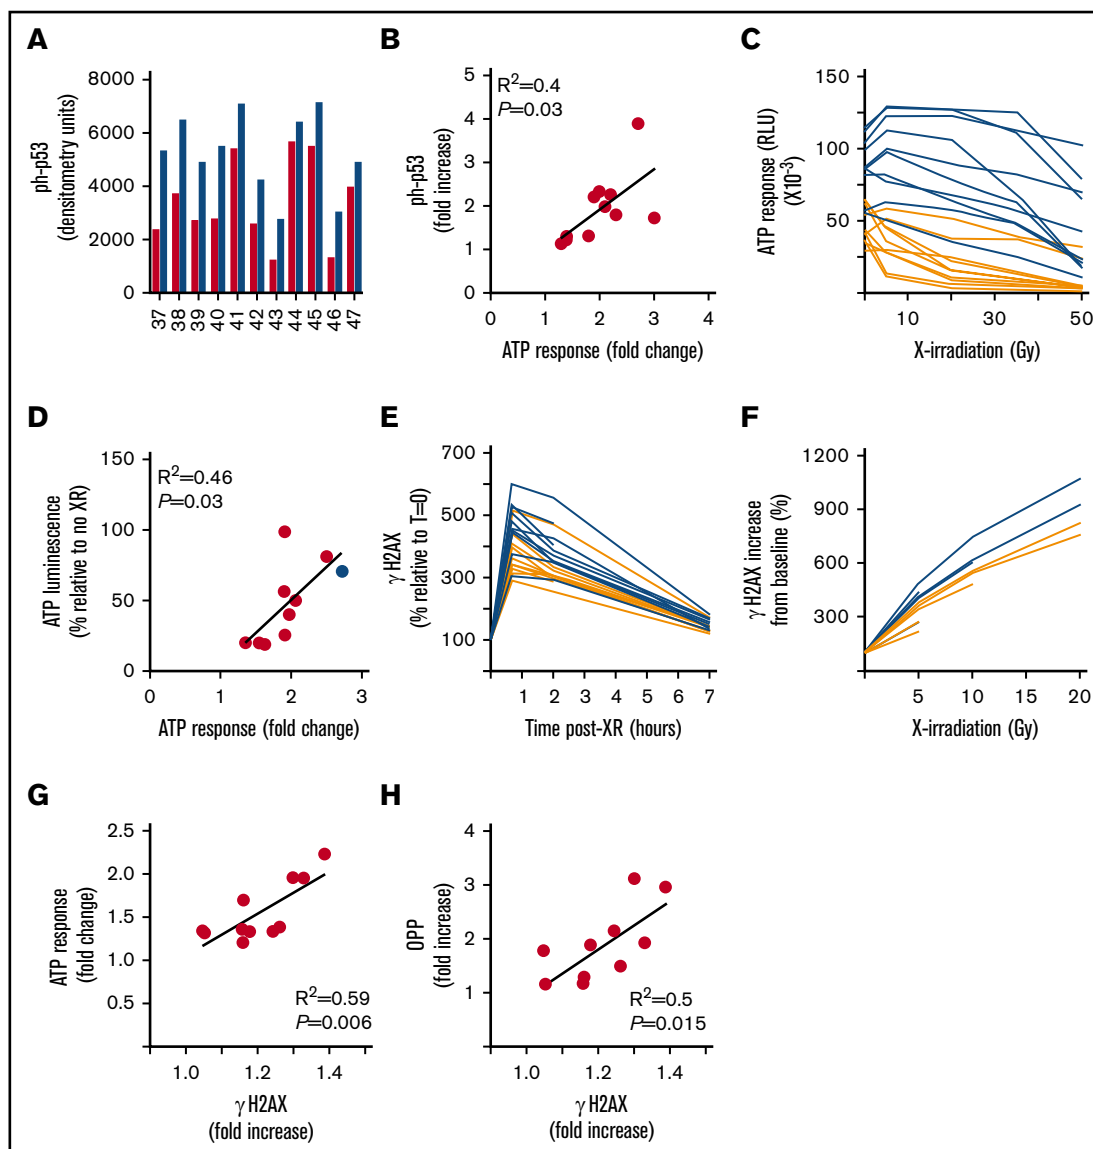 A
ph-p53
(densitometry units)
8000
6000
4000
2000
0
37
38
39
40
41
42
43
44
45
46
47
B
ph-p53
(fold increase)
5
4
3
2
1
0
R²=0.4
P=0.03
0 1 2 3 4
ATP response (fold change)
C
ATP response (RLU)
(X10⁻³)
150
100
50
10 30 50
X-irradiation (Gy)
D
ATP luminescence
(% relative to no XR)
150
100
50
0
R²=0.46
P=0.03
0 1 2 3
ATP response (fold change)
E
γ H2AX
(% relative to T=0)
700
500
300
100
1 2 3 4 5 6 7
Time post-XR (hours)
F
γ H2AX increase
from baseline (%)
1200
900
600
300
5 10 15 20
X-irradiation (Gy)
G
ATP response
(fold change)
2.5
2.0
1.5
1.0
0.5
R²=0.59
P=0.006
1.0 1.2 1.4
γ H2AX
(fold increase)
H
OPP
(fold increase)
4
3
2
1
R²=0.5
P=0.015
1.0 1.2 1.4
γ H2AX
(fold increase)